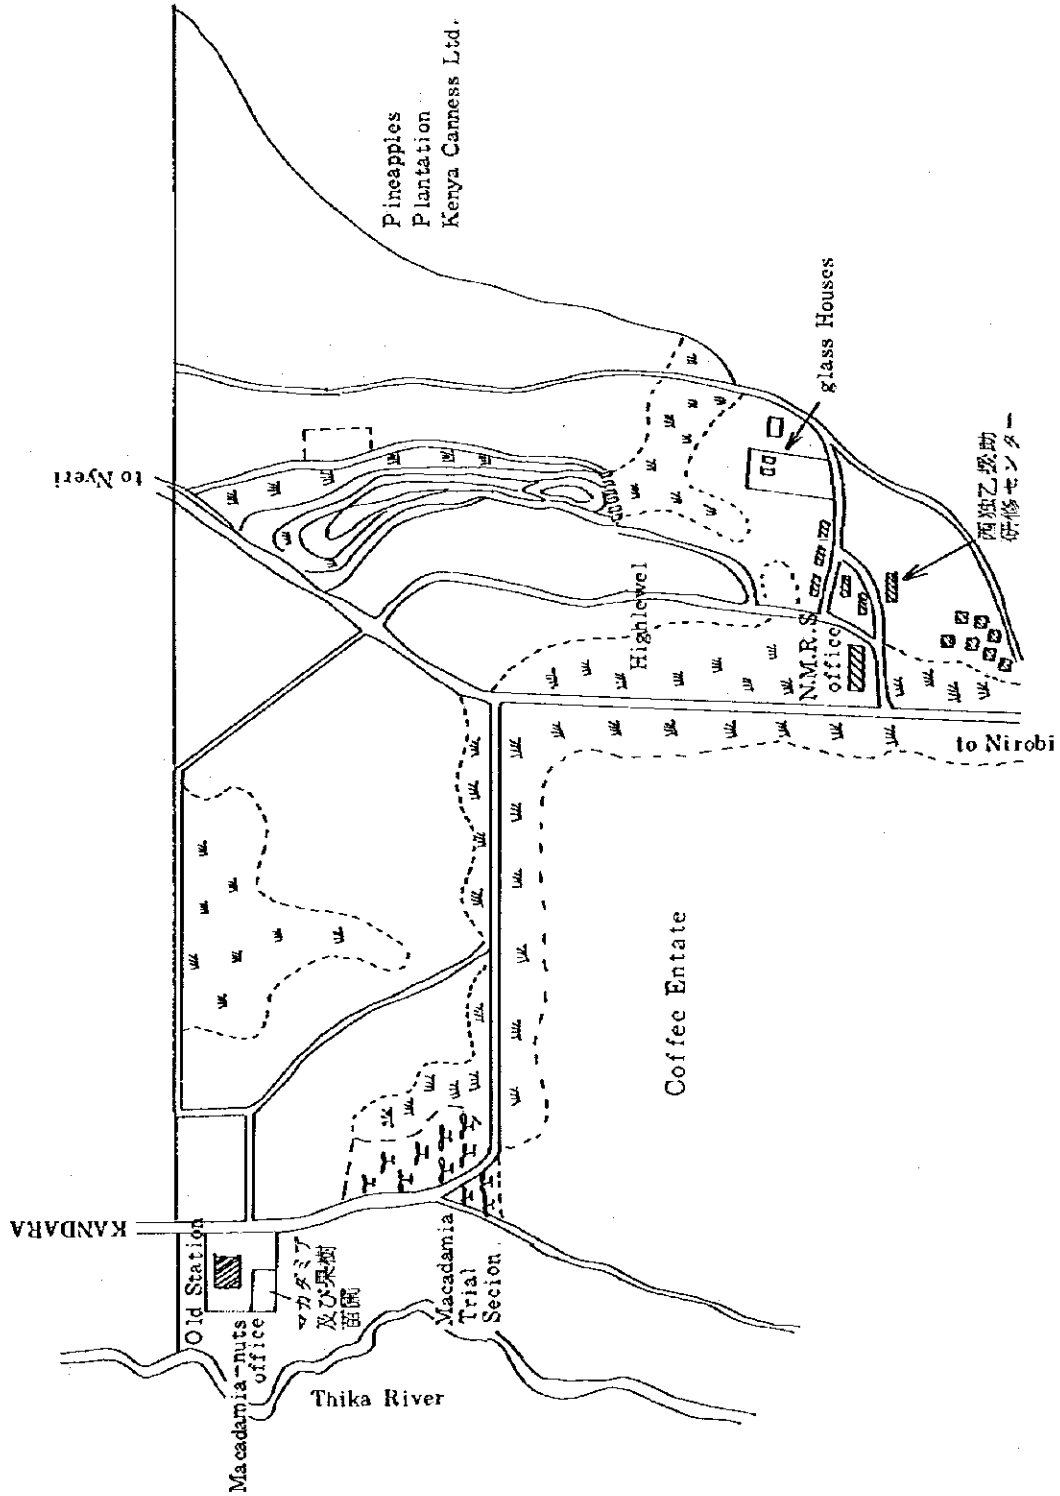 Pineapples
Plantation
Kenya Canness Ltd.
to Nyeri
glass Houses
西独乙援助
研修センター
Highlewel
N.M.R.S
office
to Nirobi
Coffee Entate
KANDARA
Old Station
マカダミア
及び果樹
苗圃
Macadamia
Trial
Secion
Macadamia-nuts
office
Thika River